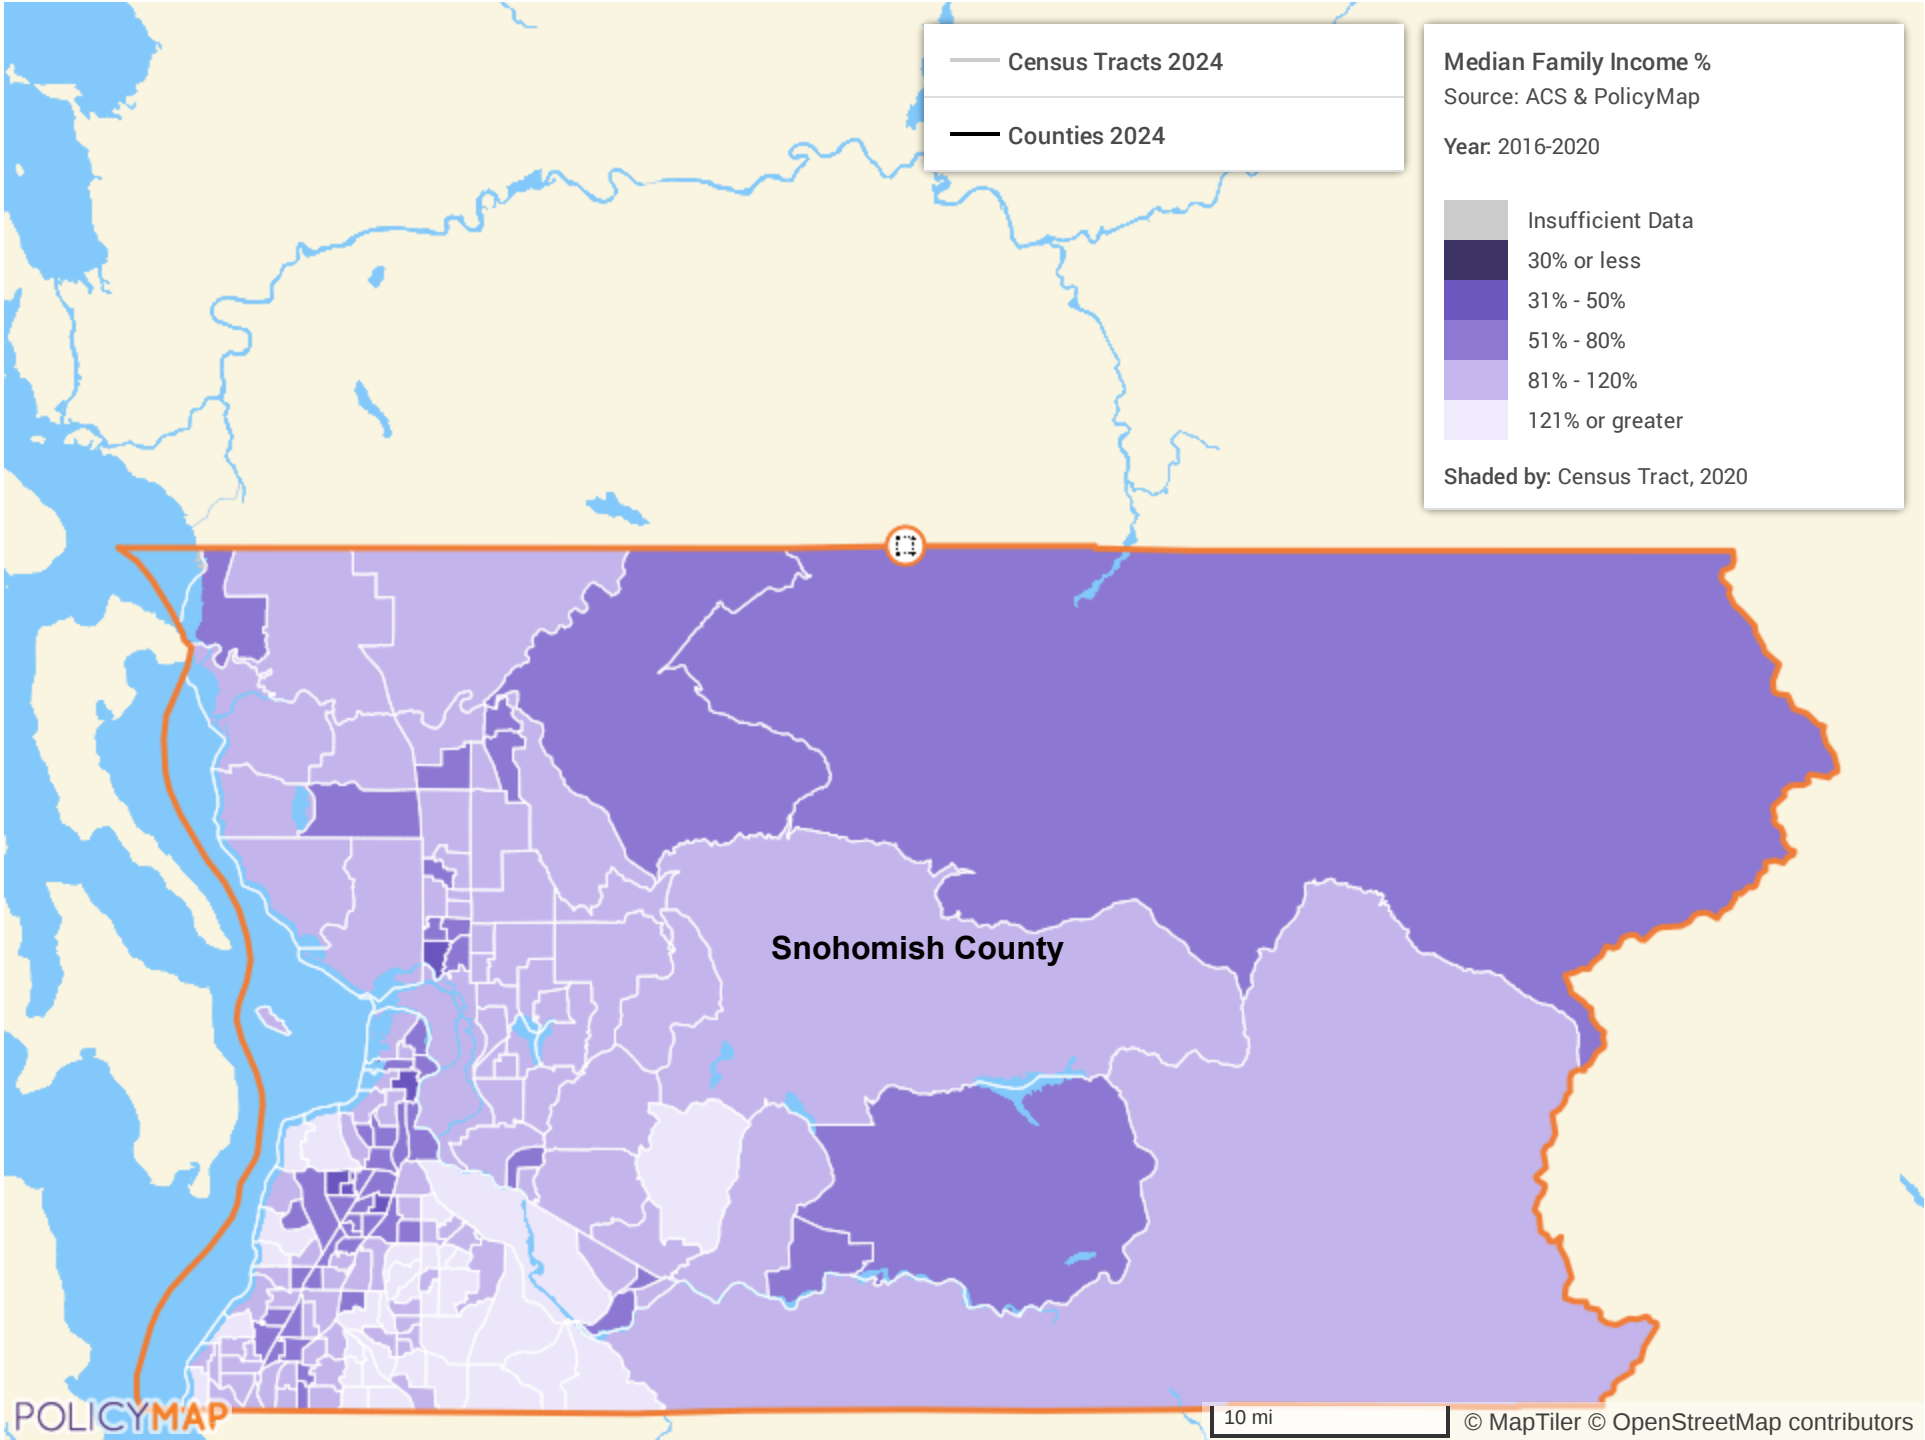 Census Tracts 2024
Counties 2024
Median Family Income %
Source: ACS & PolicyMap
Year: 2016-2020
Insufficient Data
30% or less
31% - 50%
51% - 80%
81% - 120%
121% or greater
Shaded by: Census Tract, 2020
Snohomish County
POLICYMAP
10 mi
© MapTiler © OpenStreetMap contributors